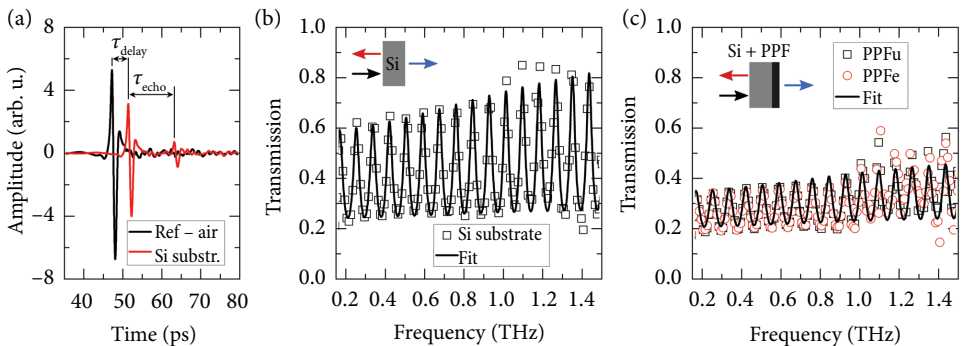 (a)
8
4
0
−4
−8
Amplitude (arb. u.)
τdelay
τecho
Ref – air
Si substr.
40 50 60 70 80
Time (ps)
(b)
1.0
0.8
0.6
0.4
0.2
0.0
Transmission
Si
Si substrate
Fit
0.2 0.4 0.6 0.8 1.0 1.2 1.4
Frequency (THz)
(c)
1.0
0.8
0.6
0.4
0.2
0.0
Transmission
Si + PPF
PPFu
PPFe
Fit
0.2 0.4 0.6 0.8 1.0 1.2 1.4
Frequency (THz)